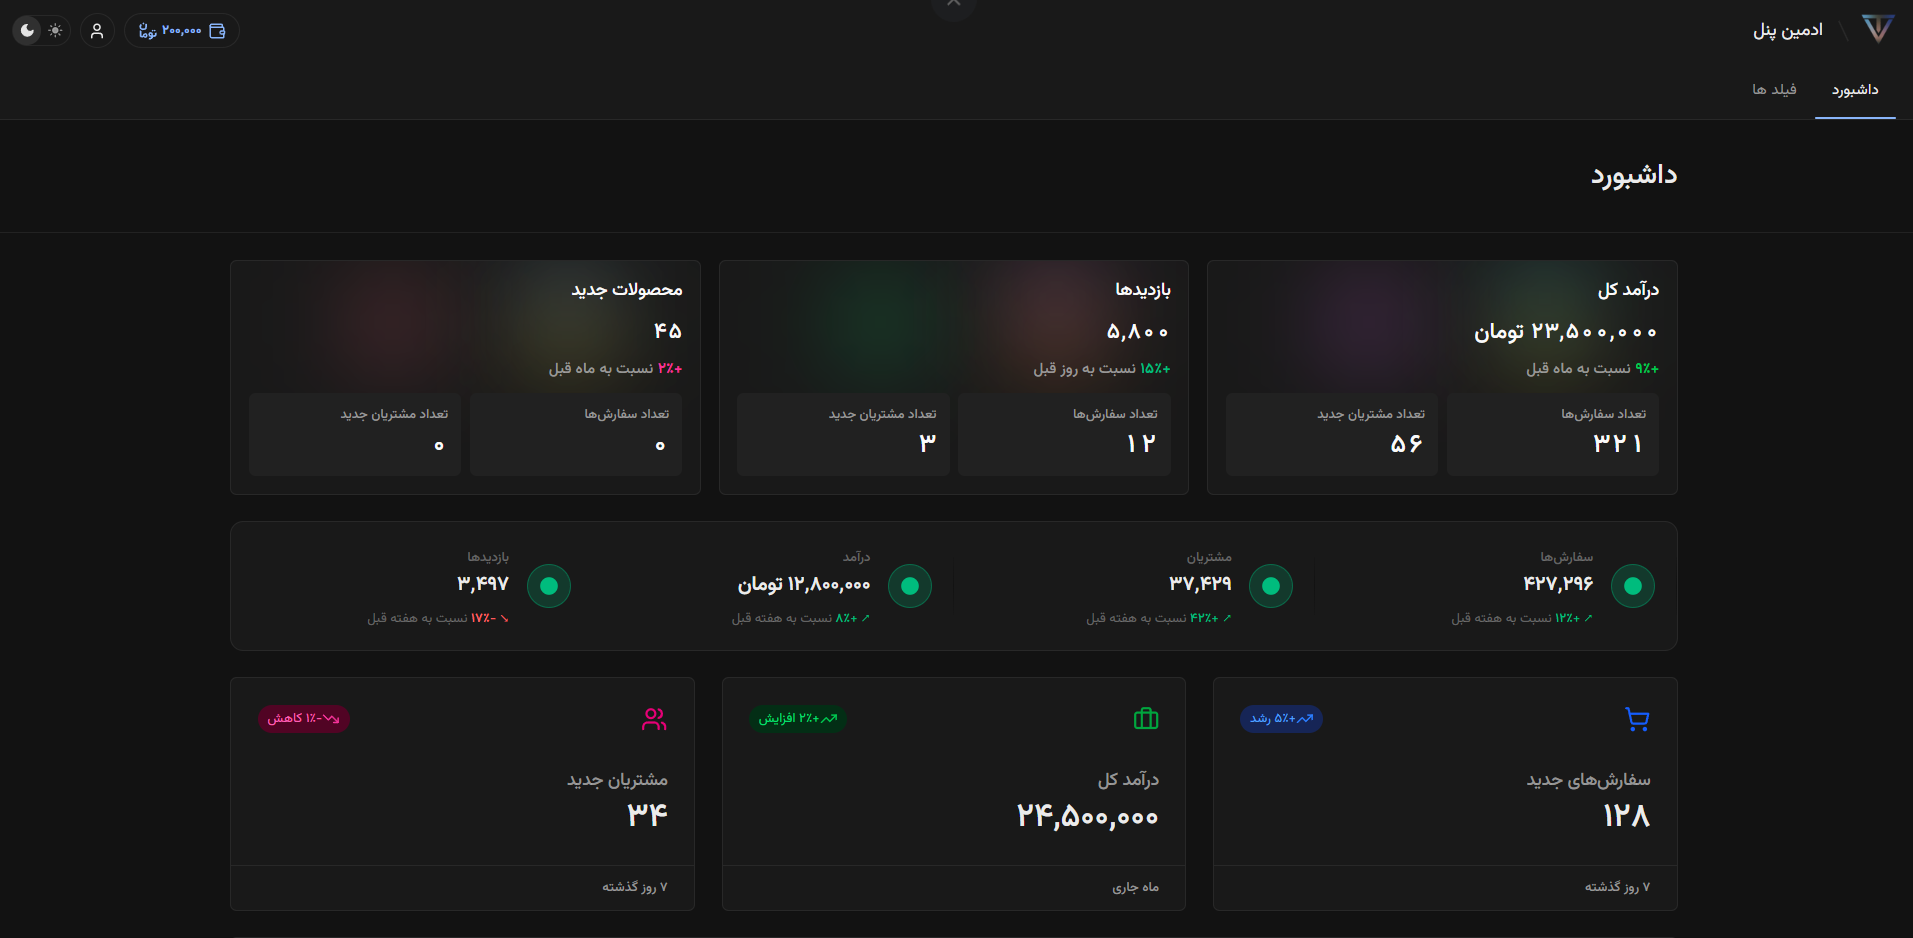 ادمین پنل
۲۰۰,۰۰۰ تومان
داشبورد
فیلد ها
داشبورد
درآمد کل
۲۳,۵۰۰,۰۰۰ تومان
+۹٪ نسبت به ماه قبل
تعداد سفارش‌ها
۳۲۱
تعداد مشتریان جدید
۵۶
بازدیدها
۵,۸۰۰
+۱۵٪ نسبت به روز قبل
تعداد سفارش‌ها
۱۲
تعداد مشتریان جدید
۳
محصولات جدید
۴۵
+۲٪ نسبت به ماه قبل
تعداد سفارش‌ها
۰
تعداد مشتریان جدید
۰
سفارش‌ها
۴۲۷,۲۹۶
+۱۲٪ نسبت به هفته قبل
مشتریان
۳۷,۴۲۹
+۴۲٪ نسبت به هفته قبل
درآمد
۱۲,۸۰۰,۰۰۰ تومان
+۸٪ نسبت به هفته قبل
بازدیدها
۳,۴۹۷
-۱۷٪ نسبت به هفته قبل
+۵٪ رشد
سفارش‌های جدید
۱۲۸
۷ روز گذشته
+۲٪ افزایش
درآمد کل
۲۴,۵۰۰,۰۰۰
ماه جاری
-۱٪ کاهش
مشتریان جدید
۳۴
۷ روز گذشته